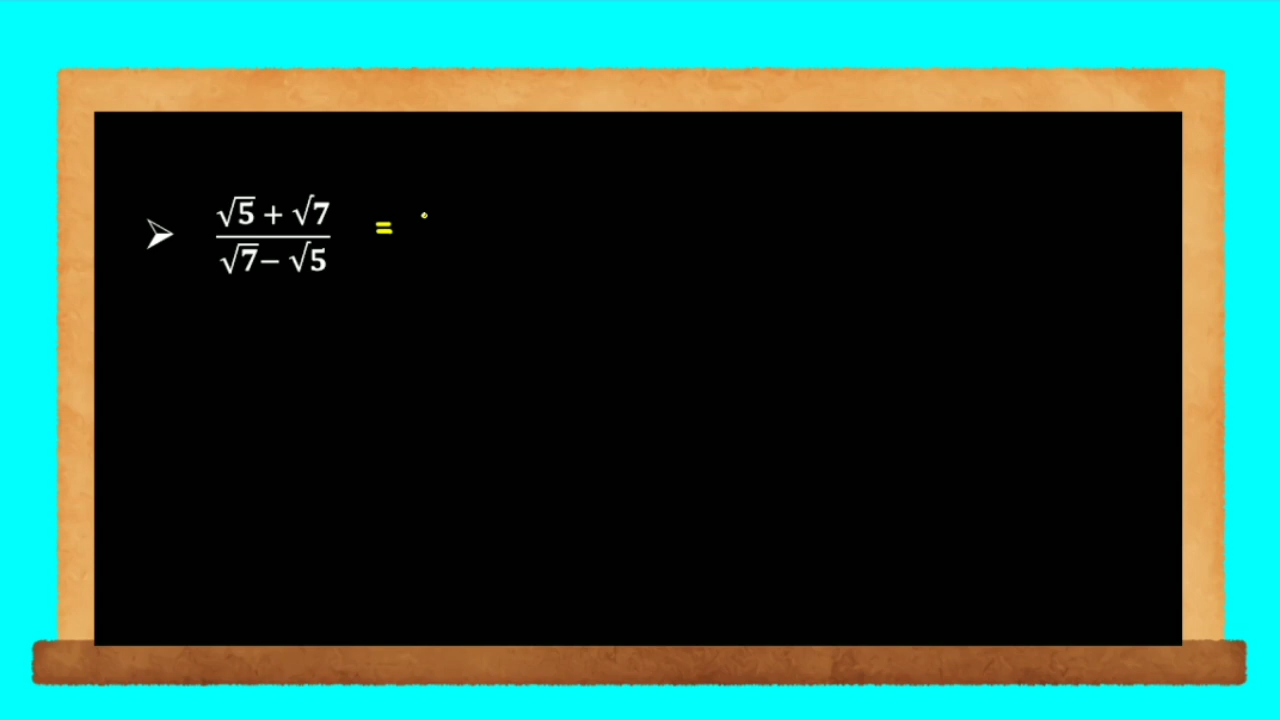 ➢ (√5 + √7)/(√7− √5) =